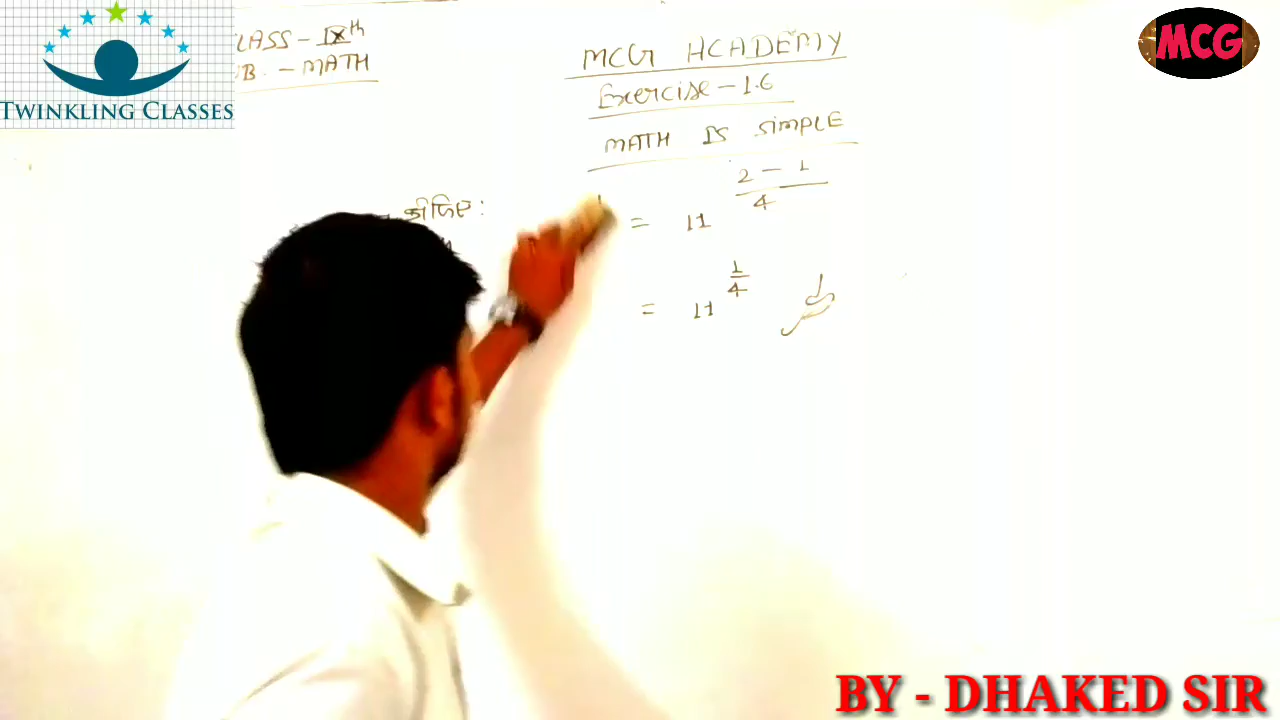 TWINKLING CLASSES
LASS - IXth
B. - MATH
MCG ACADEMY
Exercise - 1.6
MATH IS SIMPLE
कीजिए :
= 11^(2 - 1)/4
= 11^1/4
MCG
BY - DHAKED SIR